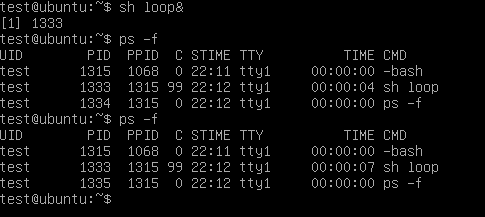 test@ubuntu:~$ sh loop&
[1] 1333
test@ubuntu:~$ ps -f
UID        PID  PPID  C STIME TTY          TIME CMD
test      1315  1068  0 22:11 tty1     00:00:00 -bash
test      1333  1315 99 22:12 tty1     00:00:04 sh loop
test      1334  1315  0 22:12 tty1     00:00:00 ps -f
test@ubuntu:~$ ps -f
UID        PID  PPID  C STIME TTY          TIME CMD
test      1315  1068  0 22:11 tty1     00:00:00 -bash
test      1333  1315 99 22:12 tty1     00:00:07 sh loop
test      1335  1315  0 22:12 tty1     00:00:00 ps -f
test@ubuntu:~$